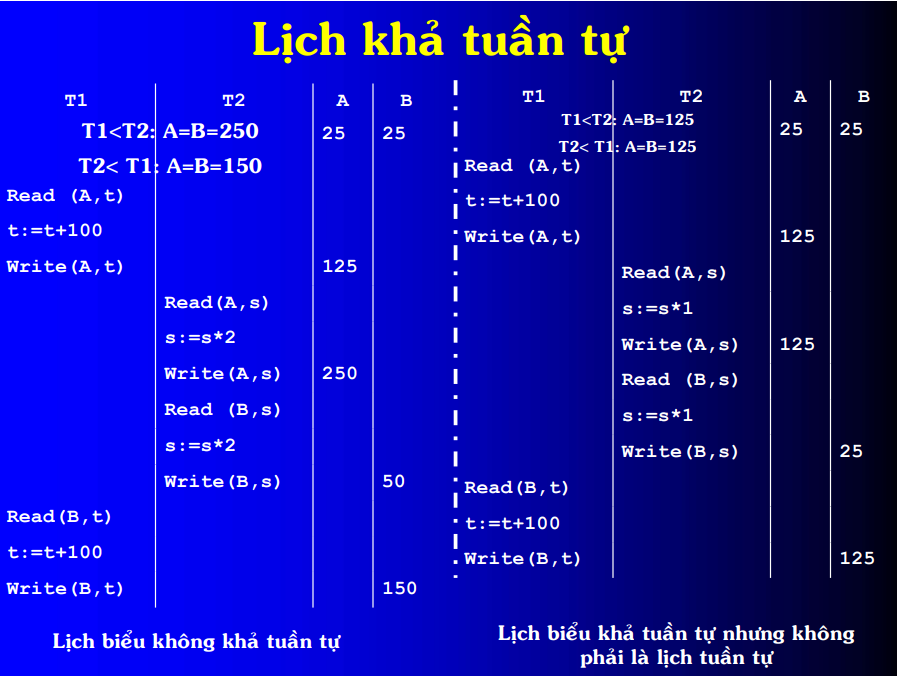 Lịch khả tuần tự
T1 T2 A B
T1<T2: A=B=250 25 25
T2< T1: A=B=150
Read (A,t)
t:=t+100
Write(A,t) 125
Read(A,s)
s:=s*2
Write(A,s) 250
Read (B,s)
s:=s*2
Write(B,s) 50
Read(B,t)
t:=t+100
Write(B,t) 150
Lịch biểu không khả tuần tự
T1 T2 A B
T1<T2: A=B=125 25 25
T2< T1: A=B=125
Read (A,t)
t:=t+100
Write(A,t) 125
Read(A,s)
s:=s*1
Write(A,s) 125
Read (B,s)
s:=s*1
Write(B,s) 25
Read(B,t)
t:=t+100
Write(B,t) 125
Lịch biểu khả tuần tự nhưng không
phải là lịch tuần tự